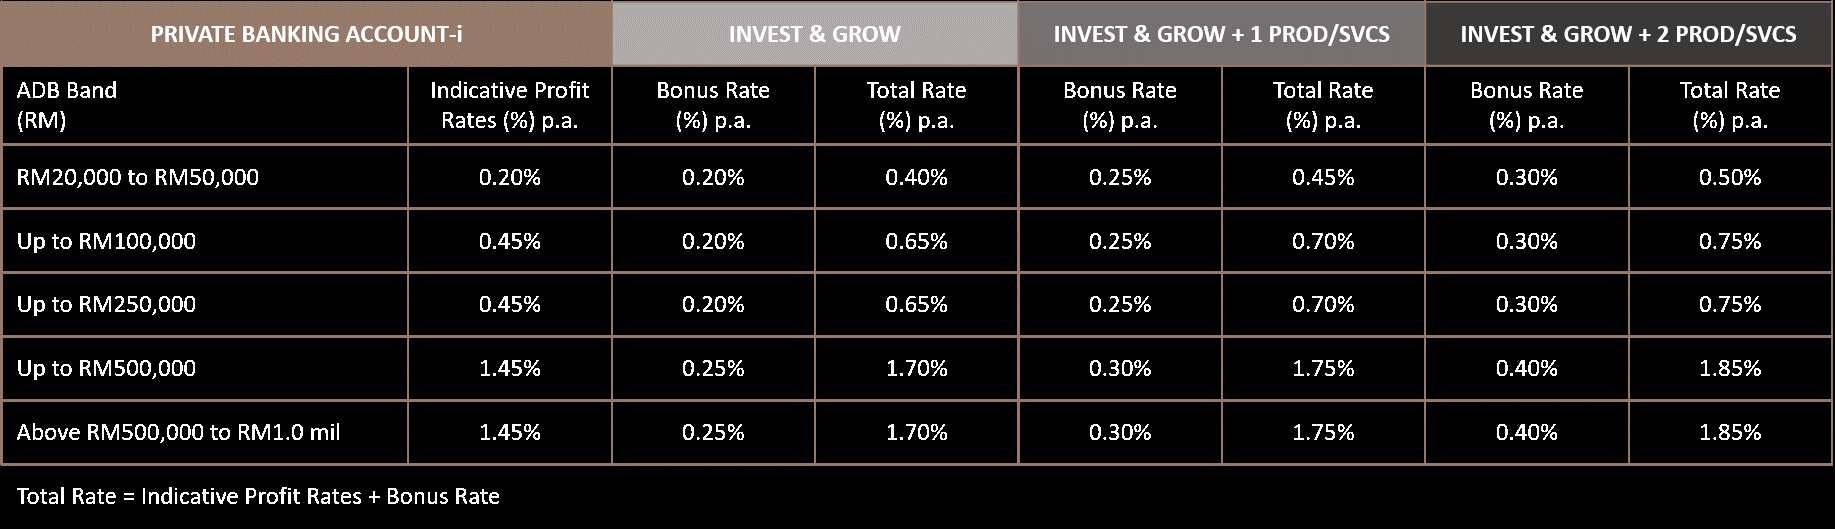 PRIVATE BANKING ACCOUNT-i INVEST & GROW INVEST & GROW + 1 PROD/SVCS INVEST & GROW + 2 PROD/SVCS
ADB Band Indicative Profit Bonus Rate Total Rate Bonus Rate Total Rate Bonus Rate Total Rate
(RM) Rates (%) p.a. (%) p.a. (%) p.a. (%) p.a. (%) p.a. (%) p.a. (%) p.a.
RM20,000 to RM50,000 0.20% 0.20% 0.40% 0.25% 0.45% 0.30% 0.50%
Up to RM100,000 0.45% 0.20% 0.65% 0.25% 0.70% 0.30% 0.75%
Up to RM250,000 0.45% 0.20% 0.65% 0.25% 0.70% 0.30% 0.75%
Up to RM500,000 1.45% 0.25% 1.70% 0.30% 1.75% 0.40% 1.85%
Above RM500,000 to RM1.0 mil 1.45% 0.25% 1.70% 0.30% 1.75% 0.40% 1.85%
Total Rate = Indicative Profit Rates + Bonus Rate